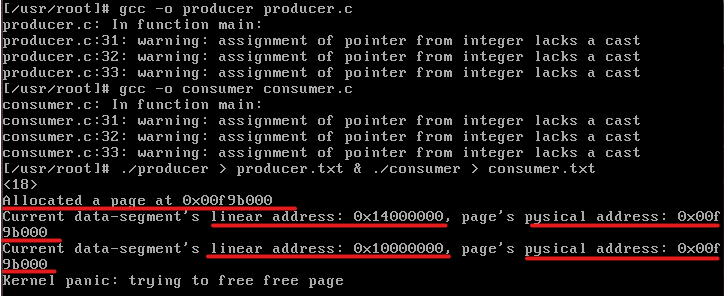 [/usr/root]# gcc -o producer producer.c
producer.c: In function main:
producer.c:31: warning: assignment of pointer from integer lacks a cast
producer.c:32: warning: assignment of pointer from integer lacks a cast
producer.c:33: warning: assignment of pointer from integer lacks a cast
[/usr/root]# gcc -o consumer consumer.c
consumer.c: In function main:
consumer.c:31: warning: assignment of pointer from integer lacks a cast
consumer.c:32: warning: assignment of pointer from integer lacks a cast
consumer.c:33: warning: assignment of pointer from integer lacks a cast
[/usr/root]# ./producer > producer.txt & ./consumer > consumer.txt
<18>
Allocated a page at 0x00f9b000
Current data-segment's linear address: 0x14000000, page's pysical address: 0x00f
9b000
Current data-segment's linear address: 0x10000000, page's pysical address: 0x00f
9b000
Kernel panic: trying to free free page